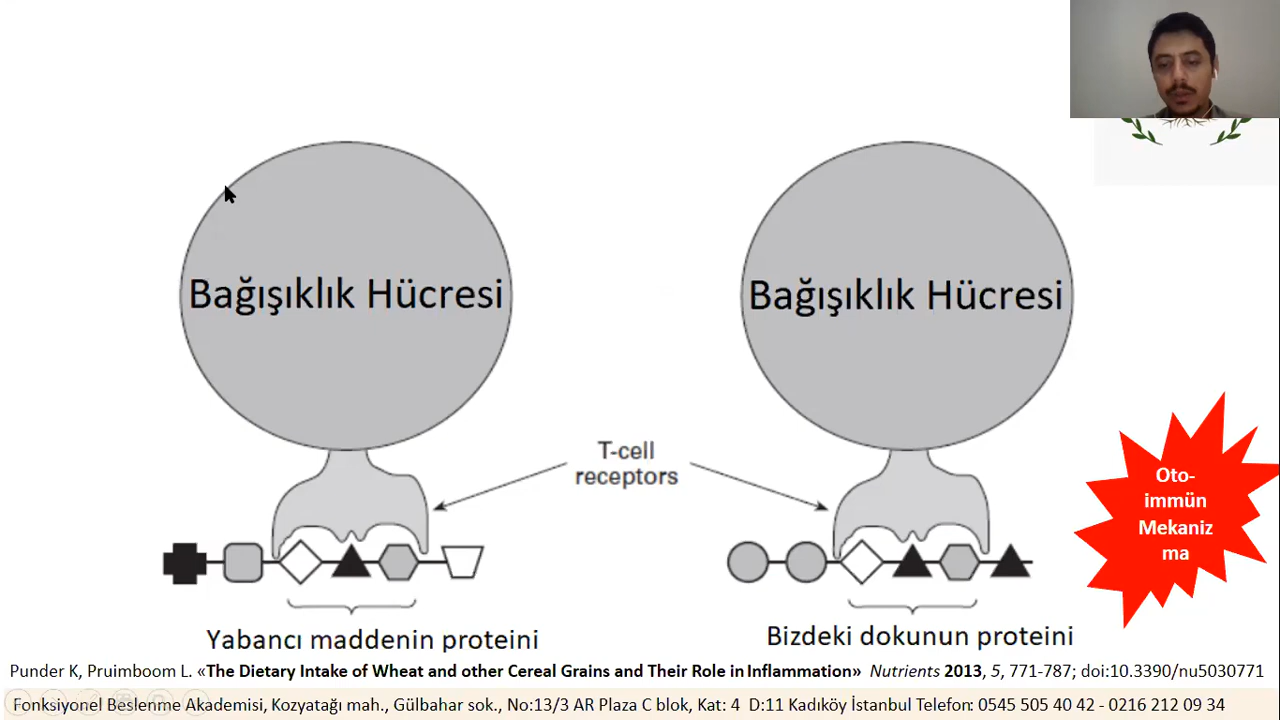 Bağışıklık Hücresi
Bağışıklık Hücresi
T-cell
receptors
Oto-
immün
Mekaniz
ma
Yabancı maddenin proteini
Bizdeki dokunun proteini
Punder K, Pruimboom L. «The Dietary Intake of Wheat and other Cereal Grains and Their Role in Inflammation» Nutrients 2013, 5, 771-787; doi:10.3390/nu5030771
Fonksiyonel Beslenme Akademisi, Kozyatağı mah., Gülbahar sok., No:13/3 AR Plaza C blok, Kat: 4 D:11 Kadıköy İstanbul Telefon: 0545 505 40 42 - 0216 212 09 34